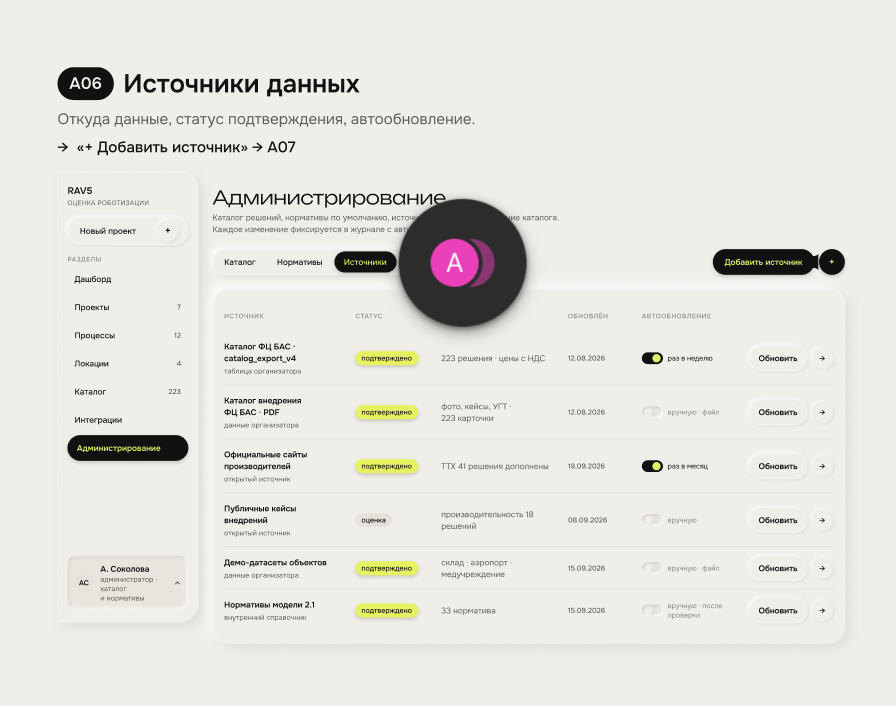 A06 Источники данных
Откуда данные, статус подтверждения, автообновление.
→ «+ Добавить источник» → A07
RAV5
ОЦЕНКА РОБОТИЗАЦИИ
Новый проект +
РАЗДЕЛЫ
Дашборд
Проекты 7
Процессы 12
Локации 4
Каталог 223
Интеграции
Администрирование
АС
А. Соколова
администратор ·
каталог
и нормативы
Администрирование
Каталог решений, нормативы по умолчанию, каталога.
Каждое изменение фиксируется в журнале с
Каталог Нормативы Источники
A
Добавить источник +
ИСТОЧНИК СТАТУС ОБНОВЛЁН АВТООБНОВЛЕНИЕ
Каталог ФЦ БАС ·
catalog_export_v4
таблица организатора
подтверждено
223 решения · цены с НДС
12.08.2026
раз в неделю
Обновить →
Каталог внедрения
ФЦ БАС · PDF
данные организатора
подтверждено
фото, кейсы, УГТ ·
223 карточки
12.08.2026
вручную · файл
Обновить →
Официальные сайты
производителей
открытый источник
подтверждено
ТТХ 41 решения дополнены
19.09.2026
раз в месяц
Обновить →
Публичные кейсы
внедрений
открытый источник
оценка
производительность 18
решений
08.09.2026
вручную
Обновить →
Демо-датасеты объектов
данные организатора
подтверждено
склад · аэропорт ·
медучреждение
15.09.2026
вручную · файл
Обновить →
Нормативы модели 2.1
внутренний справочник
подтверждено
33 норматива
15.09.2026
вручную · после
проверки
Обновить →